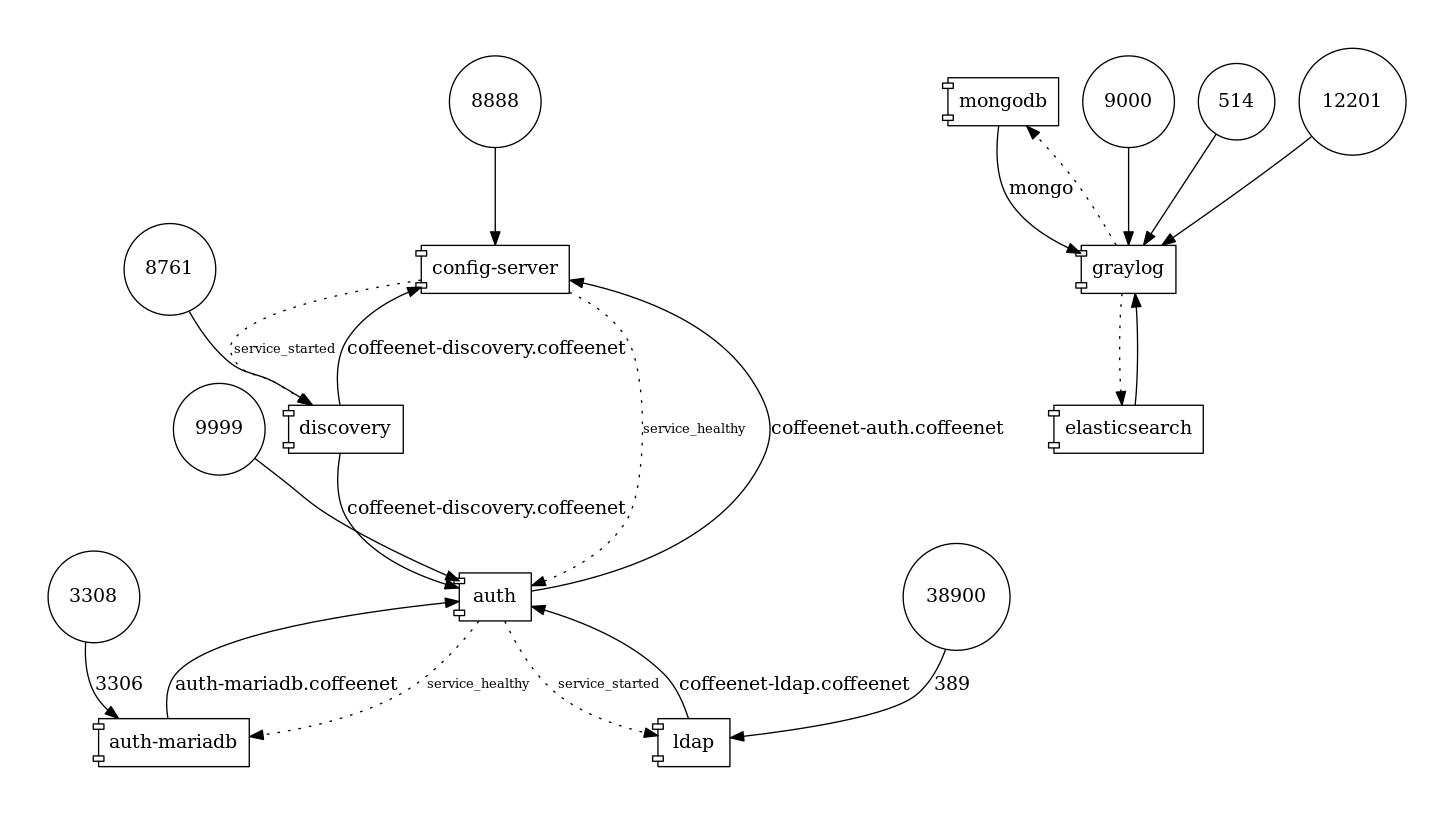 8888
mongodb
9000
514
12201
mongo
8761
config-server
graylog
service_started
coffeenet-discovery.coffeenet
9999
discovery
service_healthy
coffeenet-auth.coffeenet
elasticsearch
coffeenet-discovery.coffeenet
3308
auth
38900
3306
auth-mariadb.coffeenet
service_healthy
service_started
coffeenet-ldap.coffeenet
389
auth-mariadb
ldap